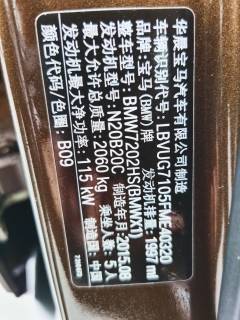 华晨宝马汽车有限公司制造
品牌：宝马(BMW)牌
车辆识别代号：LBVUG7105FMEA0320
整车型号：BMW7202HS(BMWX1) 发动机排量：1997 ml
发动机型号：N20B20C 制造年月：2015.08
最大允许总质量：2060 kg 乘坐人数：5人
发动机最大净功率：115 kW 制造国：中国
颜色代码/色圈：B09